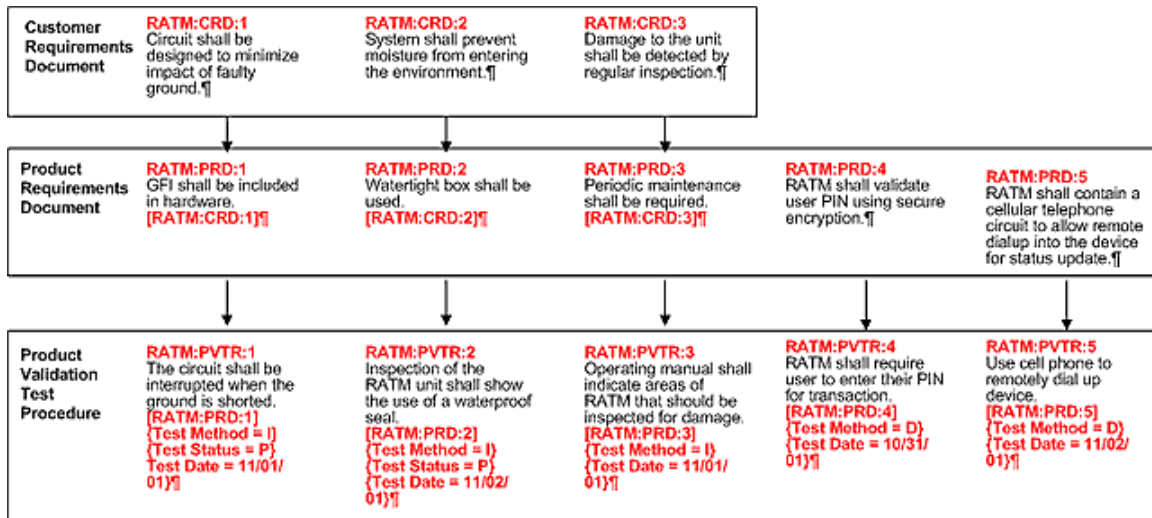 Customer
Requirements
Document
RATM:CRD:1
Circuit shall be
designed to minimize
impact of faulty
ground.¶
RATM:CRD:2
System shall prevent
moisture from entering
the environment.¶
RATM:CRD:3
Damage to the unit
shall be detected by
regular inspection.¶
Product
Requirements
Document
RATM:PRD:1
GFI shall be included
in hardware.
[RATM:CRD:1]¶
RATM:PRD:2
Watertight box shall be
used.
[RATM:CRD:2]¶
RATM:PRD:3
Periodic maintenance
shall be required.
[RATM:CRD:3]¶
RATM:PRD:4
RATM shall validate
user PIN using secure
encryption.¶
RATM:PRD:5
RATM shall contain a
cellular telephone
circuit to allow remote
dialup into the device
for status update.¶
Product
Validation
Test
Procedure
RATM:PVTR:1
The circuit shall be
interrupted when the
ground is shorted.
[RATM:PRD:1]
{Test Method = I]
{Test Status = P}
Test Date = 11/01/
01}¶
RATM:PVTR:2
Inspection of the
RATM unit shall show
the use of a waterproof
seal.
[RATM:PRD:2]
{Test Method = I}
{Test Status = P}
{Test Date = 11/02/
01}¶
RATM:PVTR:3
Operating manual shall
indicate areas of
RATM that should be
inspected for damage.
[RATM:PRD:3]
{Test Method = I}
{Test Date = 11/01/
01}¶
RATM:PVTR:4
RATM shall require
user to enter their PIN
for transaction.
[RATM:PRD:4]
{Test Method = D}
{Test Date = 10/31/
01}¶
RATM:PVTR:5
Use cell phone to
remotely dial up
device.
[RATM:PRD:5]
{Test Method = D}
{Test Date = 11/02/
01}¶